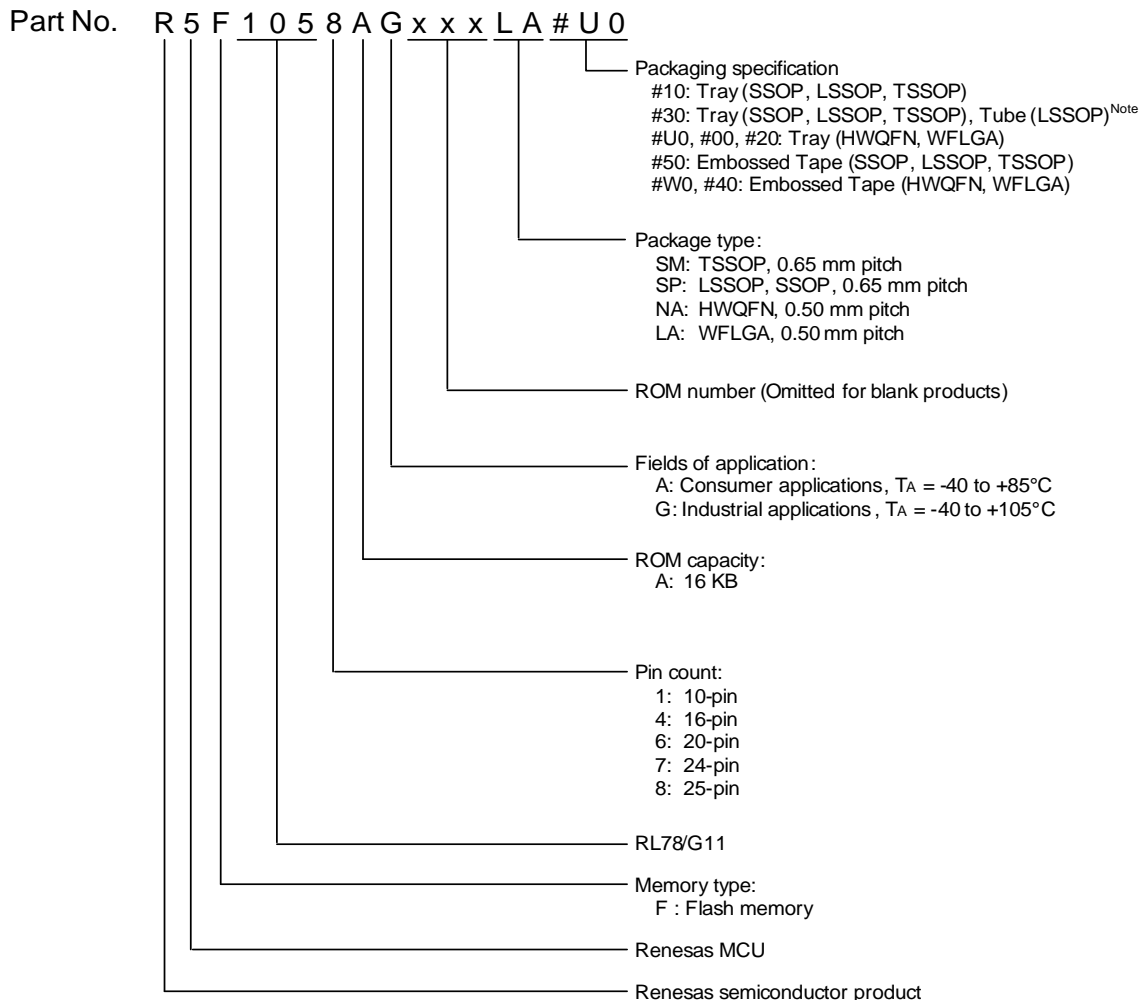 Part No. R 5 F 1 0 5 8 A G x x x L A # U 0
Packaging specification
#10: Tray (SSOP, LSSOP, TSSOP)
#30: Tray (SSOP, LSSOP, TSSOP), Tube (LSSOP)Note
#U0, #00, #20: Tray (HWQFN, WFLGA)
#50: Embossed Tape (SSOP, LSSOP, TSSOP)
#W0, #40: Embossed Tape (HWQFN, WFLGA)
Package type:
SM: TSSOP, 0.65 mm pitch
SP: LSSOP, SSOP, 0.65 mm pitch
NA: HWQFN, 0.50 mm pitch
LA: WFLGA, 0.50 mm pitch
ROM number (Omitted for blank products)
Fields of application:
A: Consumer applications, TA = -40 to +85°C
G: Industrial applications , TA = -40 to +105°C
ROM capacity:
A: 16 KB
Pin count:
1: 10-pin
4: 16-pin
6: 20-pin
7: 24-pin
8: 25-pin
RL78/G11
Memory type:
F : Flash memory
Renesas MCU
Renesas semiconductor product